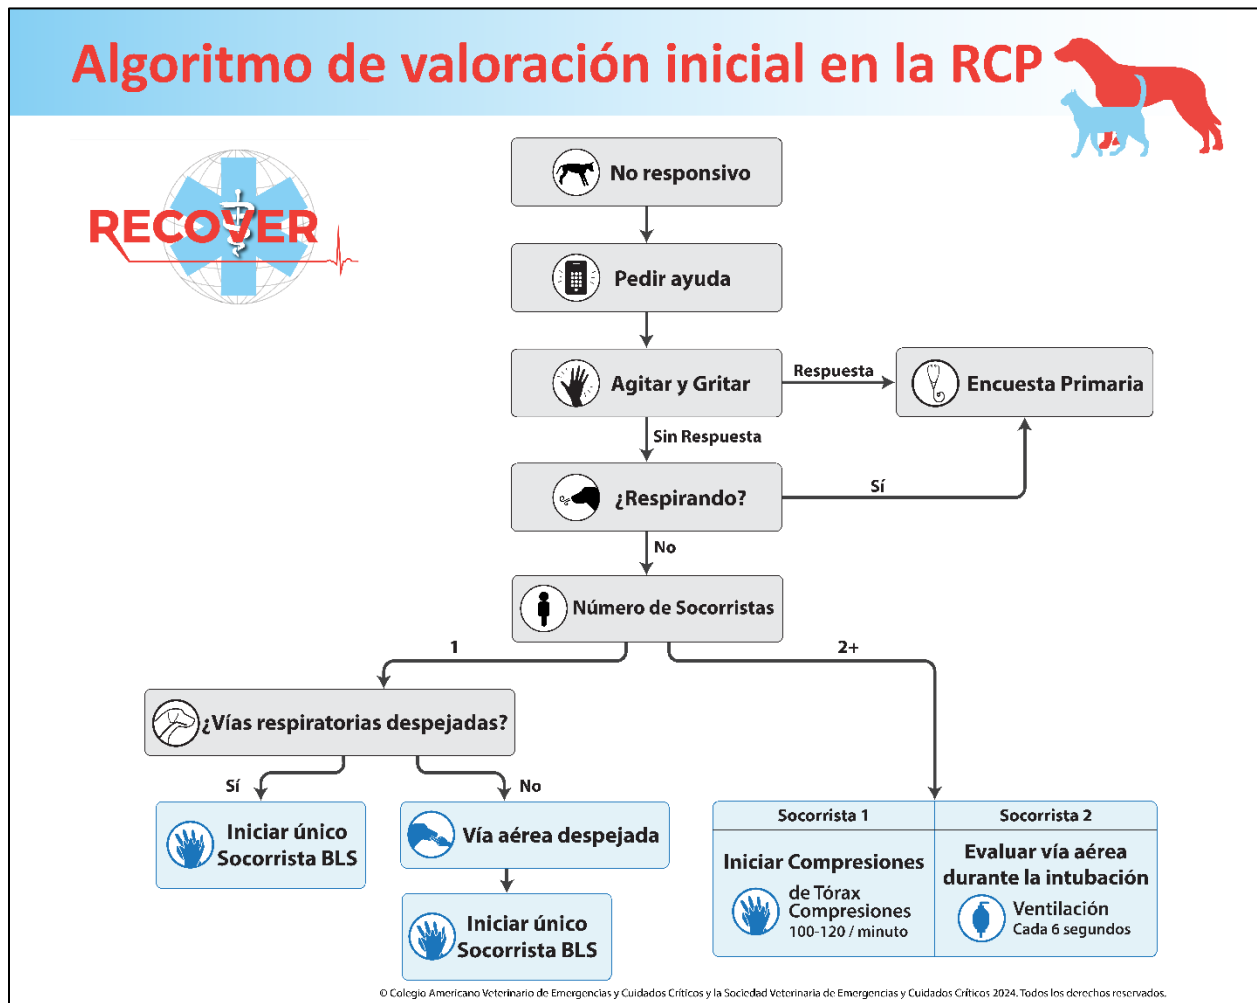 Algoritmo de valoración inicial en la RCP
RECOVER
No responsivo
Pedir ayuda
Agitar y Gritar
Respuesta
Encuesta Primaria
Sin Respuesta
¿Respirando?
Sí
No
Número de Socorristas
1
2+
¿Vías respiratorias despejadas?
Sí
No
Iniciar único
Socorrista BLS
Vía aérea despejada
Iniciar único
Socorrista BLS
Socorrista 1
Iniciar Compresiones
de Tórax
Compresiones
100-120 / minuto
Socorrista 2
Evaluar vía aérea
durante la intubación
Ventilación
Cada 6 segundos
© Colegio Americano Veterinario de Emergencias y Cuidados Críticos y la Sociedad Veterinaria de Emergencias y Cuidados Críticos 2024. Todos los derechos reservados.